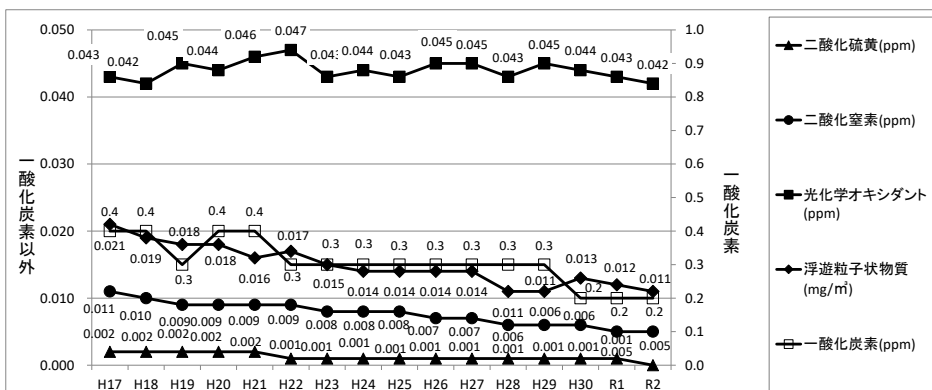 0.050
0.040
0.030
0.020
0.010
0.000
一酸化炭素以外
1.0
0.9
0.8
0.7
0.6
0.5
0.4
0.3
0.2
0.1
0.0
一酸化炭素
0.043 0.042 0.045 0.044 0.046 0.047 0.043 0.044 0.043 0.045 0.045 0.043 0.045 0.044 0.043 0.042
0.4 0.4 0.3 0.4 0.4 0.3 0.3 0.3 0.3 0.3 0.3 0.3 0.3 0.2 0.2 0.2
0.021 0.019 0.018 0.018 0.016 0.017 0.015 0.014 0.014 0.014 0.014 0.011 0.011 0.013 0.012 0.011
0.011 0.010 0.009 0.009 0.009 0.009 0.008 0.008 0.008 0.007 0.007 0.006 0.006 0.006 0.005 0.005
0.002 0.002 0.002 0.002 0.002 0.001 0.001 0.001 0.001 0.001 0.001 0.001 0.001 0.001 0.001
H17 H18 H19 H20 H21 H22 H23 H24 H25 H26 H27 H28 H29 H30 R1 R2
二酸化硫黄(ppm)
二酸化窒素(ppm)
光化学オキシダント
(ppm)
浮遊粒子状物質
(mg/㎥)
一酸化炭素(ppm)